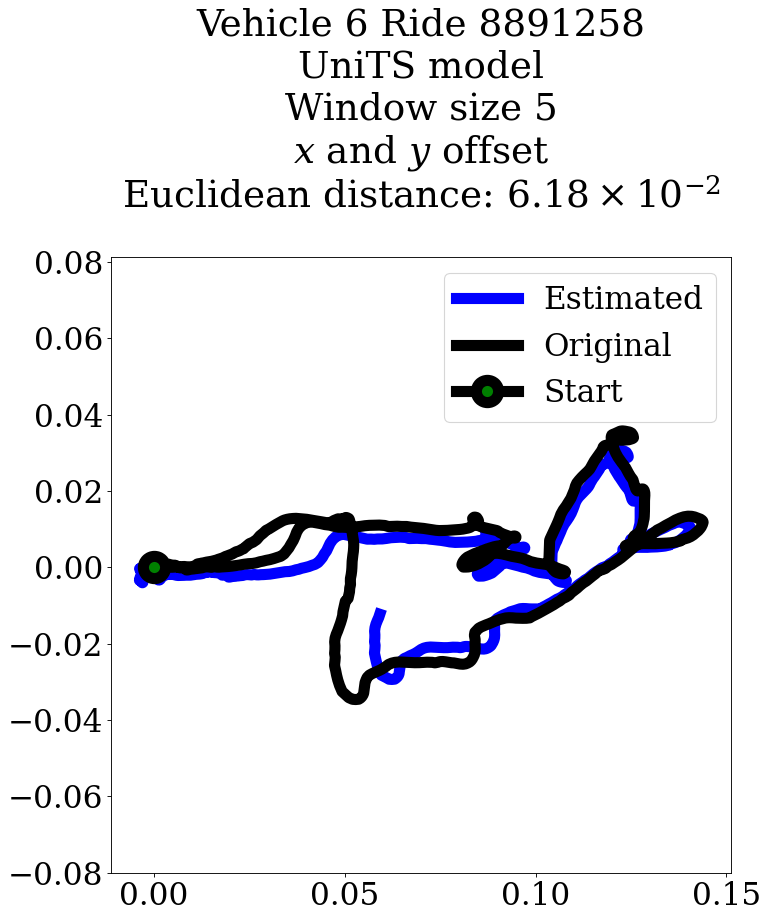 Vehicle 6 Ride 8891258
UniTS model
Window size 5
x and y offset
Euclidean distance: 6.18 × 10⁻²
Estimated
Original
Start
0.08
0.06
0.04
0.02
0.00
−0.02
−0.04
−0.06
−0.08
0.00 0.05 0.10 0.15